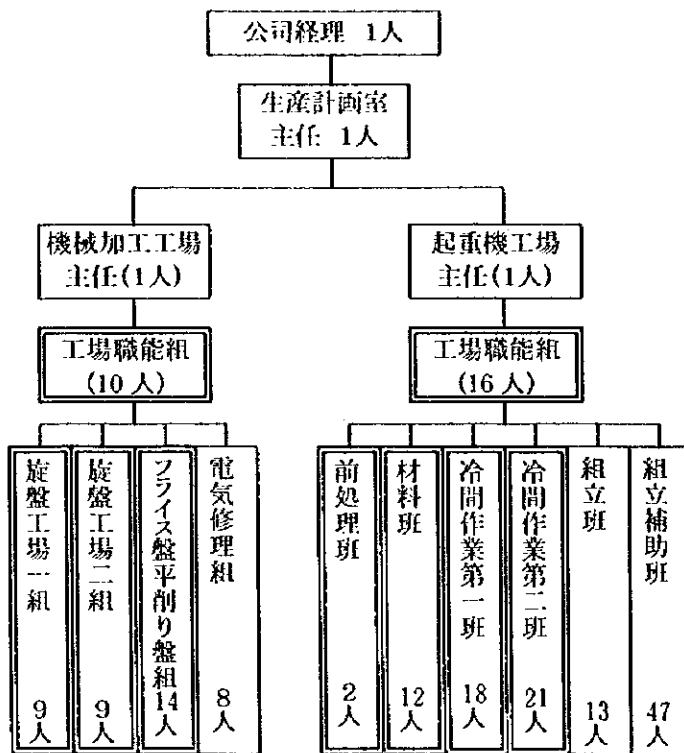 公司経理 1人
生産計画室
主任 1人
機械加工工場
主任(1人)
起重機工場
主任(1人)
工場職能組
(10人)
工場職能組
(16人)
旋盤工場一組
9人
旋盤工場二組
9人
フライス盤平削り盤組
14人
電気修理組
8人
前処理班
2人
材料班
12人
冷間作業第一班
18人
冷間作業第二班
21人
組立班
13人
組立補助班
47人